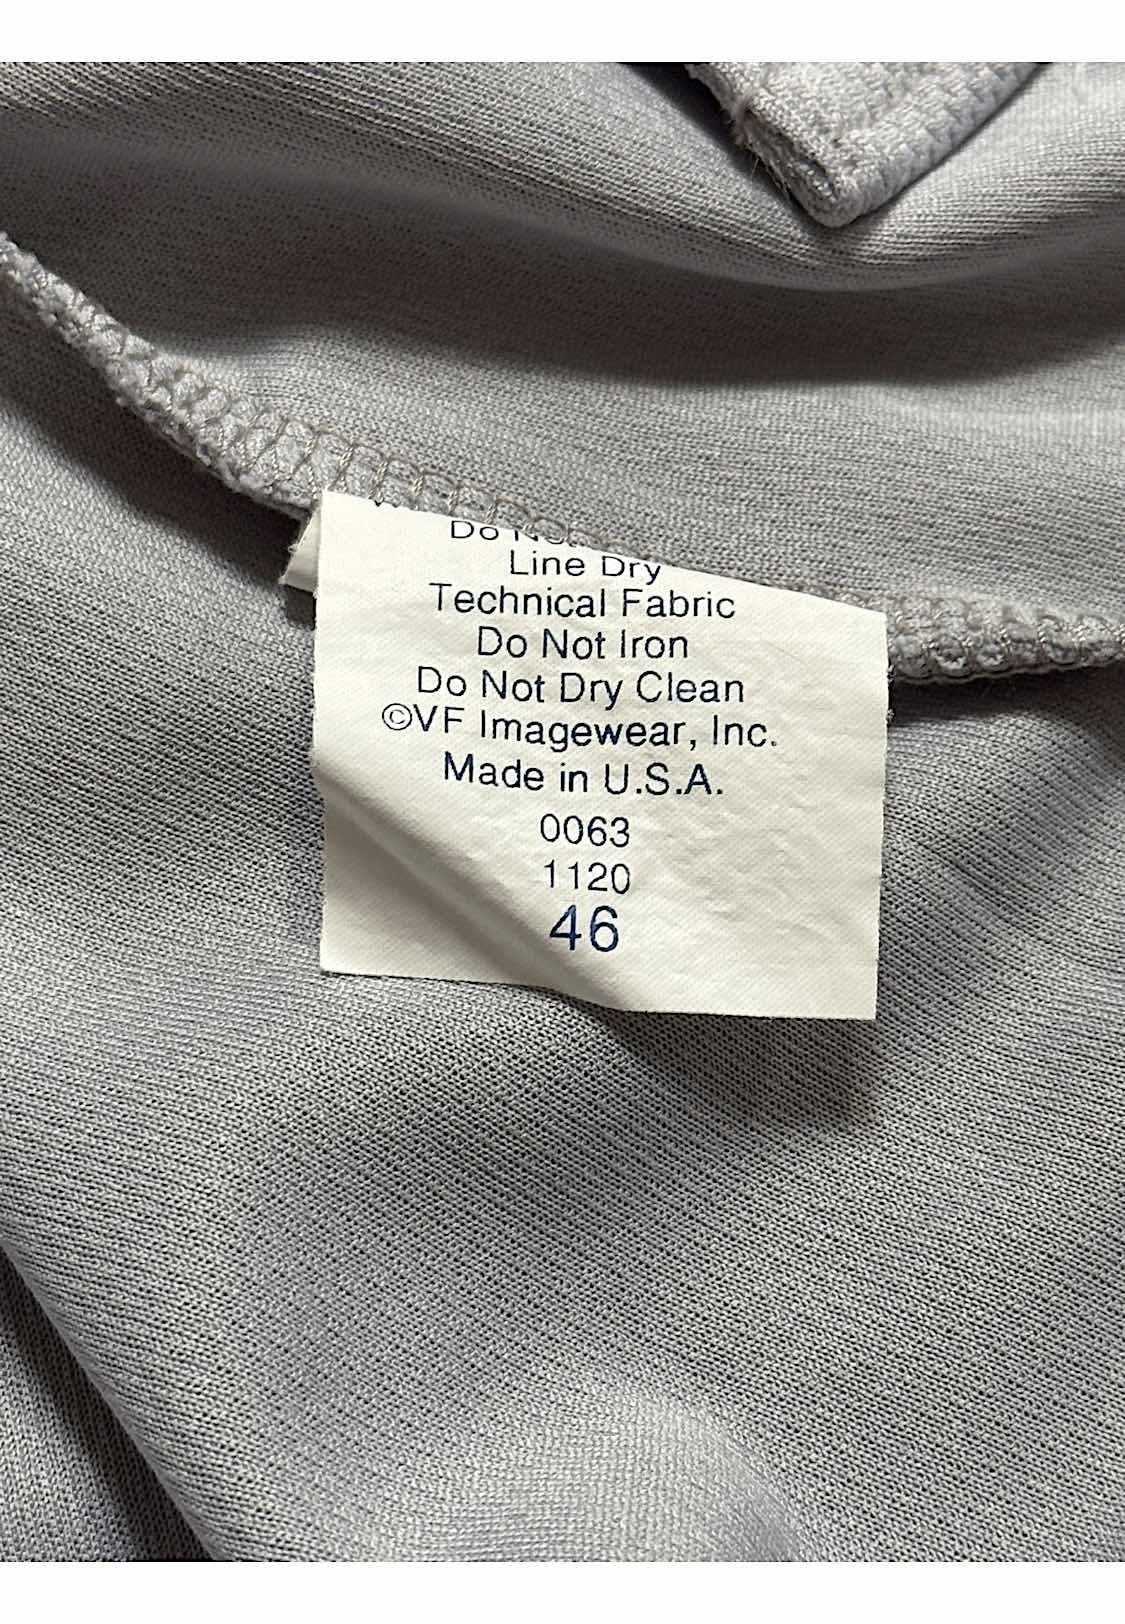 Do
Line Dry
Technical Fabric
Do Not Iron
Do Not Dry Clean
©VF Imagewear, Inc.
Made in U.S.A.
0063
1120
46